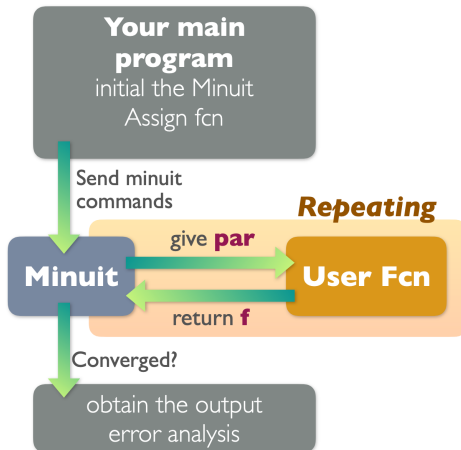 Your main
program
initial the Minuit
Assign fcn
Send minuit
commands
Repeating
give par
Minuit
User Fcn
return f
Converged?
obtain the output
error analysis